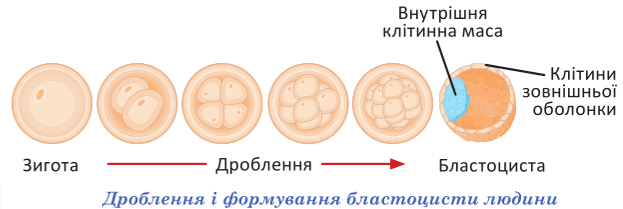 Внутрішня
клітинна маса
Клітини
зовнішньої
оболонки
Зигота
Дроблення
Бластоциста
Дроблення і формування бластоцисти людини